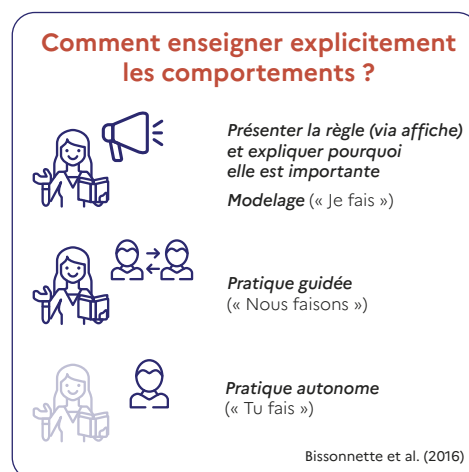 Comment enseigner explicitement
les comportements ?
Présenter la règle (via affiche)
et expliquer pourquoi
elle est importante
Modelage (« Je fais »)
Pratique guidée
(« Nous faisons »)
Pratique autonome
(« Tu fais »)
Bissonnette et al. (2016)